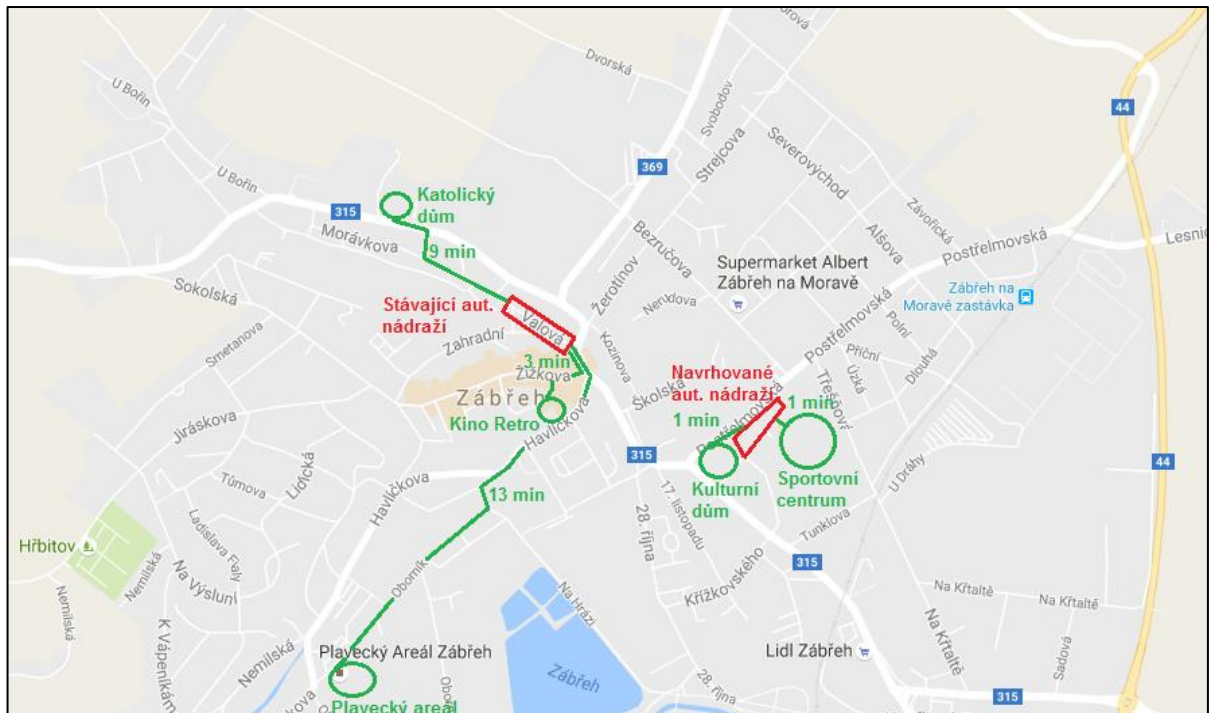 Dvorská
U Bořin
44
369
Svobodov
Strejcova
Severovýchod
U Bořin
315
Katolický
dům
Morávkova
9 min
Závořická
Alšova
Postřelmovská
Lesnic
Bezručova
Sokolská
Supermarket Albert
Zábřeh na Moravě
Žerotínov
Nerudova
Zábřeh na
Moravě zastávka
Stávající aut.
nádraží
Valová
Zahradní
Smetanova
Kozinova
Postřelmovská
Polní
Příční
Úzká
Dlouhá
3 min
Žižkova
Zábřeh
Kino Retro
Havlíčkova
Školská
Navrhované
aut. nádraží
1 min
1 min
Postřelmovská
Jiráskova
Lidická
Tůmova
Havlíčkova
13 min
315
Kulturní
dům
Sportovní
centrum
U Dráhy
44
17. listopadu
28. října
Tunklova
Hřbitov
Nemilská
Na Výsluní
Oborník
Na Hrázi
Křížkovského
315
Na Křtaltě
Na Křtaltě
Na Křtaltě
Sadová
Nemilská
K Vápeníkám
Nemilská
Plavecký Areál Zábřeh
Plavecký areál
Zábřeh
Lidl Zábřeh
28. října
315